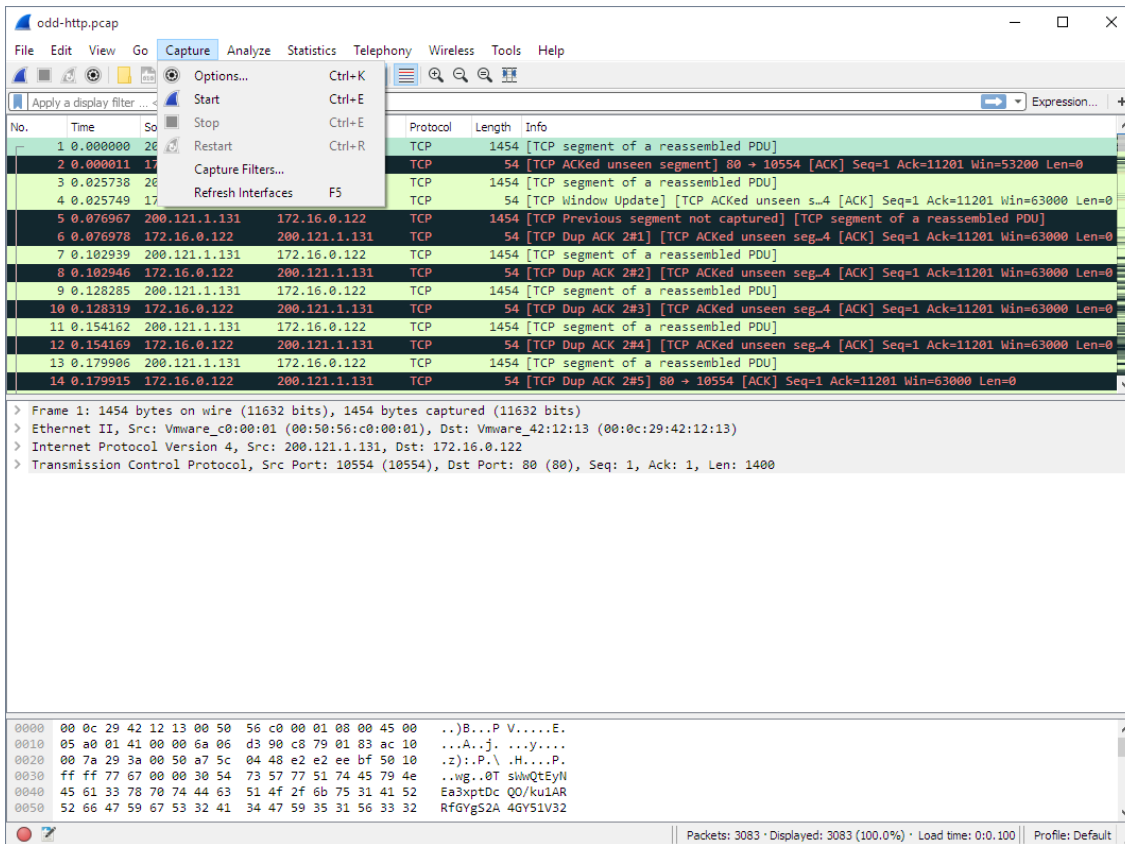 odd-http.pcap
File Edit View Go Capture Analyze Statistics Telephony Wireless Tools Help
Options... Ctrl+K
Start Ctrl+E
Stop Ctrl+E
Restart Ctrl+R
Capture Filters...
Refresh Interfaces F5
Apply a display filter ... < Expression... +
No. Time So Protocol Length Info
1 0.000000 20 TCP 1454 [TCP segment of a reassembled PDU]
2 0.000011 17 TCP 54 [TCP ACKed unseen segment] 80 → 10554 [ACK] Seq=1 Ack=11201 Win=53200 Len=0
3 0.025738 20 TCP 1454 [TCP segment of a reassembled PDU]
4 0.025749 17 TCP 54 [TCP Window Update] [TCP ACKed unseen s…4 [ACK] Seq=1 Ack=11201 Win=63000 Len=0
5 0.076967 200.121.1.131 172.16.0.122 TCP 1454 [TCP Previous segment not captured] [TCP segment of a reassembled PDU]
6 0.076978 172.16.0.122 200.121.1.131 TCP 54 [TCP Dup ACK 2#1] [TCP ACKed unseen seg…4 [ACK] Seq=1 Ack=11201 Win=63000 Len=0
7 0.102939 200.121.1.131 172.16.0.122 TCP 1454 [TCP segment of a reassembled PDU]
8 0.102946 172.16.0.122 200.121.1.131 TCP 54 [TCP Dup ACK 2#2] [TCP ACKed unseen seg…4 [ACK] Seq=1 Ack=11201 Win=63000 Len=0
9 0.128285 200.121.1.131 172.16.0.122 TCP 1454 [TCP segment of a reassembled PDU]
10 0.128319 172.16.0.122 200.121.1.131 TCP 54 [TCP Dup ACK 2#3] [TCP ACKed unseen seg…4 [ACK] Seq=1 Ack=11201 Win=63000 Len=0
11 0.154162 200.121.1.131 172.16.0.122 TCP 1454 [TCP segment of a reassembled PDU]
12 0.154169 172.16.0.122 200.121.1.131 TCP 54 [TCP Dup ACK 2#4] [TCP ACKed unseen seg…4 [ACK] Seq=1 Ack=11201 Win=63000 Len=0
13 0.179906 200.121.1.131 172.16.0.122 TCP 1454 [TCP segment of a reassembled PDU]
14 0.179915 172.16.0.122 200.121.1.131 TCP 54 [TCP Dup ACK 2#5] 80 → 10554 [ACK] Seq=1 Ack=11201 Win=63000 Len=0
> Frame 1: 1454 bytes on wire (11632 bits), 1454 bytes captured (11632 bits)
> Ethernet II, Src: Vmware_c0:00:01 (00:50:56:c0:00:01), Dst: Vmware_42:12:13 (00:0c:29:42:12:13)
> Internet Protocol Version 4, Src: 200.121.1.131, Dst: 172.16.0.122
> Transmission Control Protocol, Src Port: 10554 (10554), Dst Port: 80 (80), Seq: 1, Ack: 1, Len: 1400
0000 00 0c 29 42 12 13 00 50 56 c0 00 01 08 00 45 00 ..)B...P V.....E.
0010 05 a0 01 41 00 00 6a 06 d3 90 c8 79 01 83 ac 10 ...A..j. ...y....
0020 00 7a 29 3a 00 50 a7 5c 04 48 e2 e2 ee bf 50 10 .z):.P.\ .H....P.
0030 ff ff 77 67 00 00 30 54 73 57 77 51 74 45 79 4e ..wg..0T sWwQtEyN
0040 45 61 33 78 70 74 44 63 51 4f 2f 6b 75 31 41 52 Ea3xptDc QO/ku1AR
0050 52 66 47 59 67 53 32 41 34 47 59 35 31 56 33 32 RfGYgS2A 4GY51V32
Packets: 3083 · Displayed: 3083 (100.0%) · Load time: 0:0.100 Profile: Default